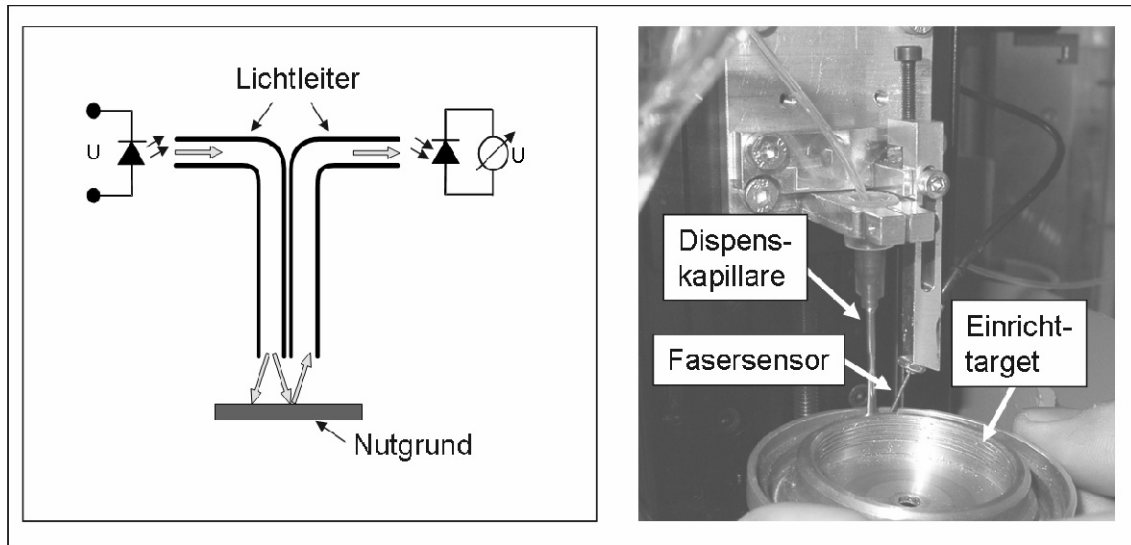 Lichtleiter
U
U
Nutgrund
Dispens-
kapillare
Fasersensor
Einricht-
target